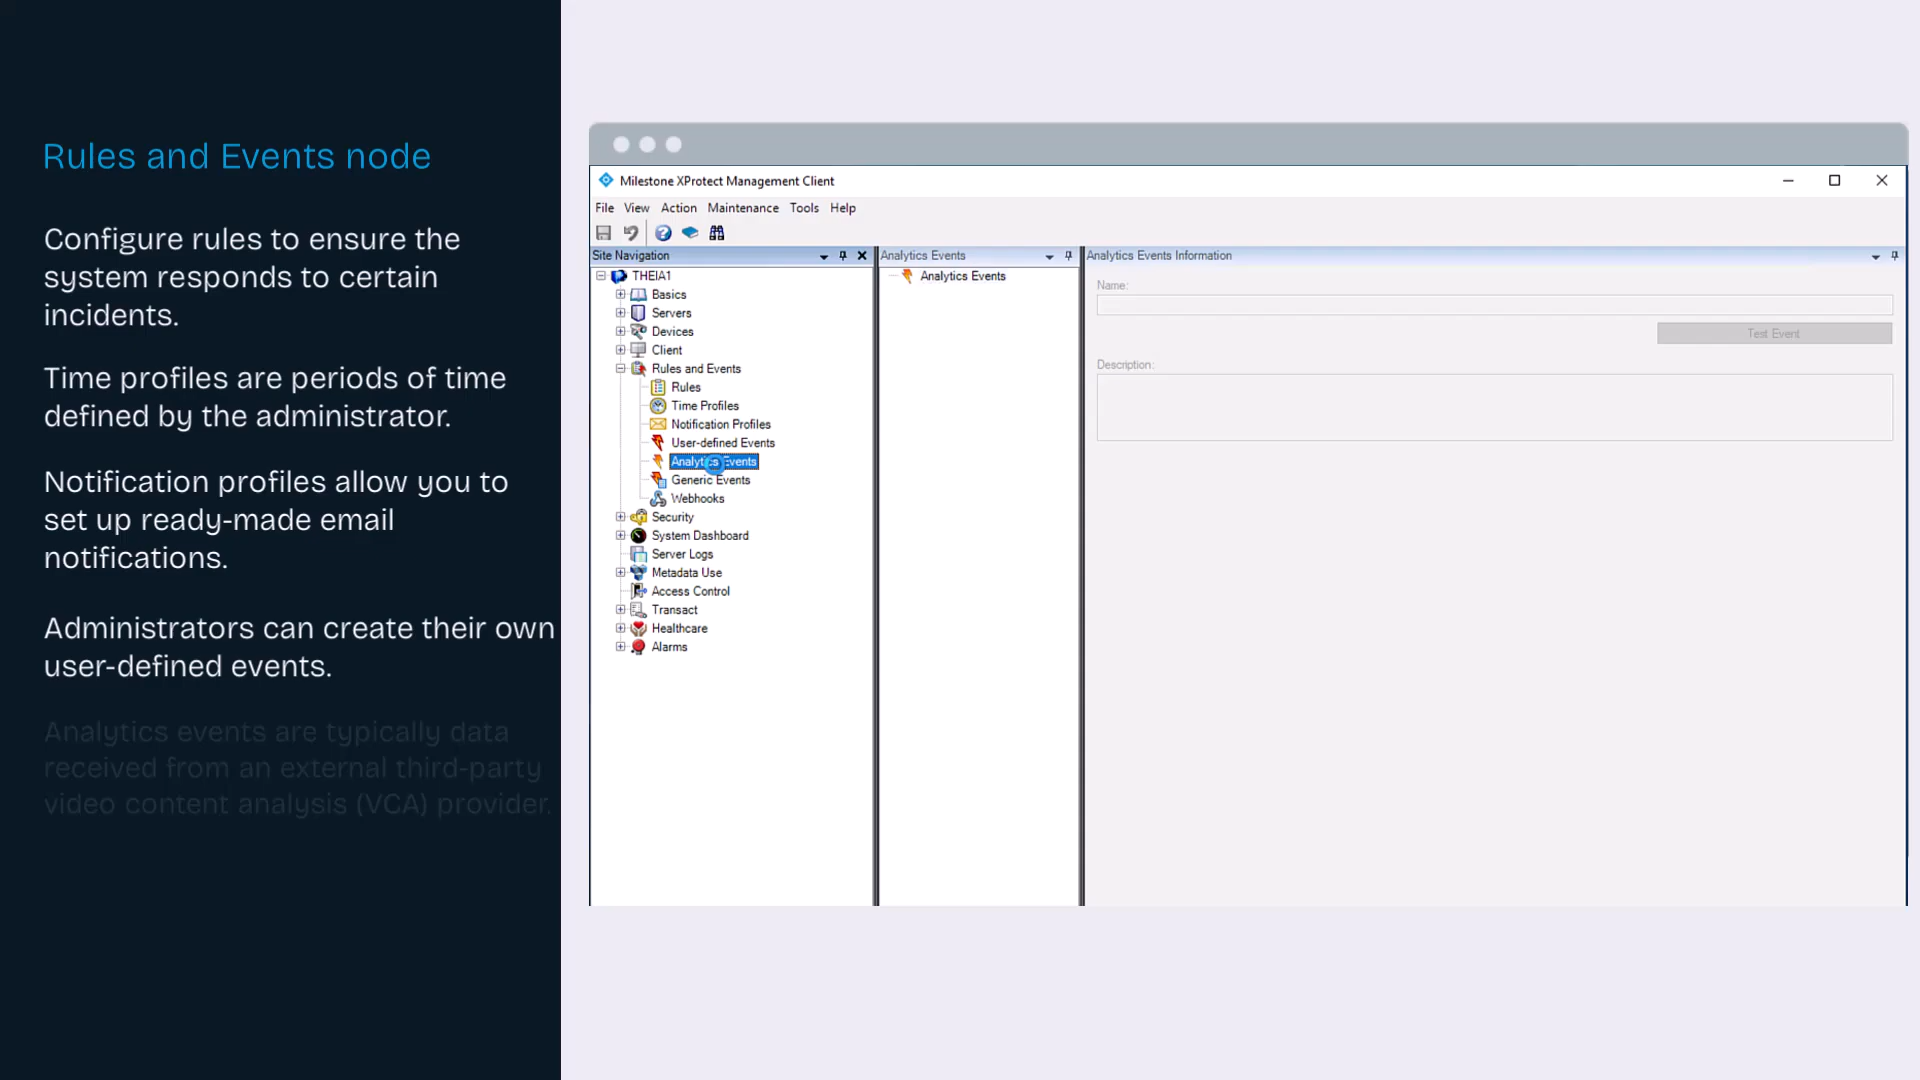 Rules and Events node
Configure rules to ensure the
system responds to certain
incidents.
Time profiles are periods of time
defined by the administrator.
Notification profiles allow you to
set up ready-made email
notifications.
Administrators can create their own
user-defined events.
Analytics events are typically data
received from an external third-party
video content analysis (VCA) provider.
Milestone XProtect Management Client
File View Action Maintenance Tools Help
Site Navigation
THEIA1
Basics
Servers
Devices
Client
Rules and Events
Rules
Time Profiles
Notification Profiles
User-defined Events
Analytics Events
Generic Events
Webhooks
Security
System Dashboard
Server Logs
Metadata Use
Access Control
Transact
Healthcare
Alarms
Analytics Events
Analytics Events
Analytics Events Information
Name:
Test Event
Description: